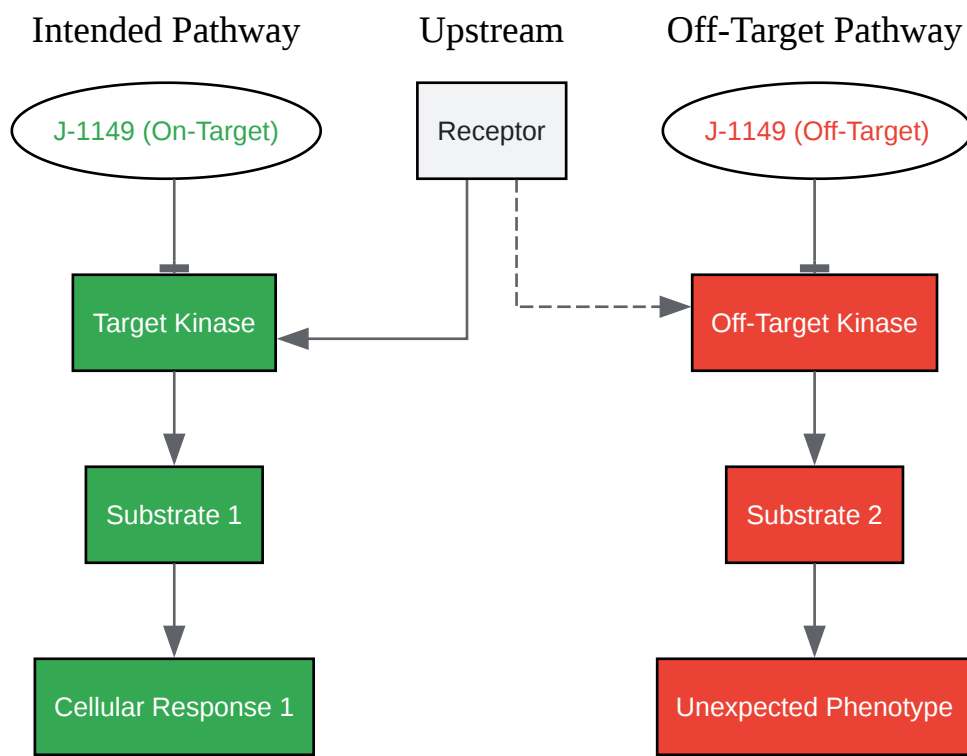 Intended Pathway
Upstream
Off-Target Pathway
J-1149 (On-Target)
Receptor
J-1149 (Off-Target)
Target Kinase
Off-Target Kinase
Substrate 1
Substrate 2
Cellular Response 1
Unexpected Phenotype